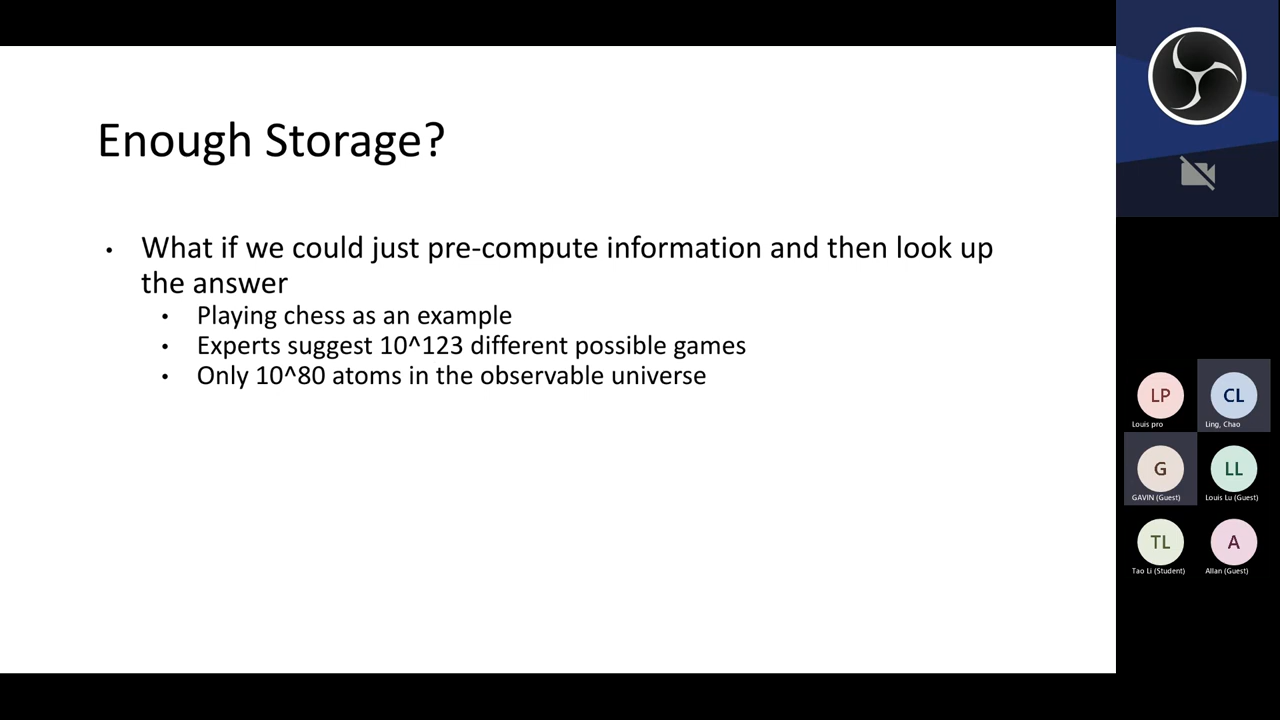 Enough Storage?
• What if we could just pre-compute information and then look up
the answer
• Playing chess as an example
• Experts suggest 10^123 different possible games
• Only 10^80 atoms in the observable universe
LP
Louis pro
CL
Ling, Chao
G
GAVIN (Guest)
LL
Louis Lu (Guest)
TL
Tao Li (Student)
A
Allan (Guest)